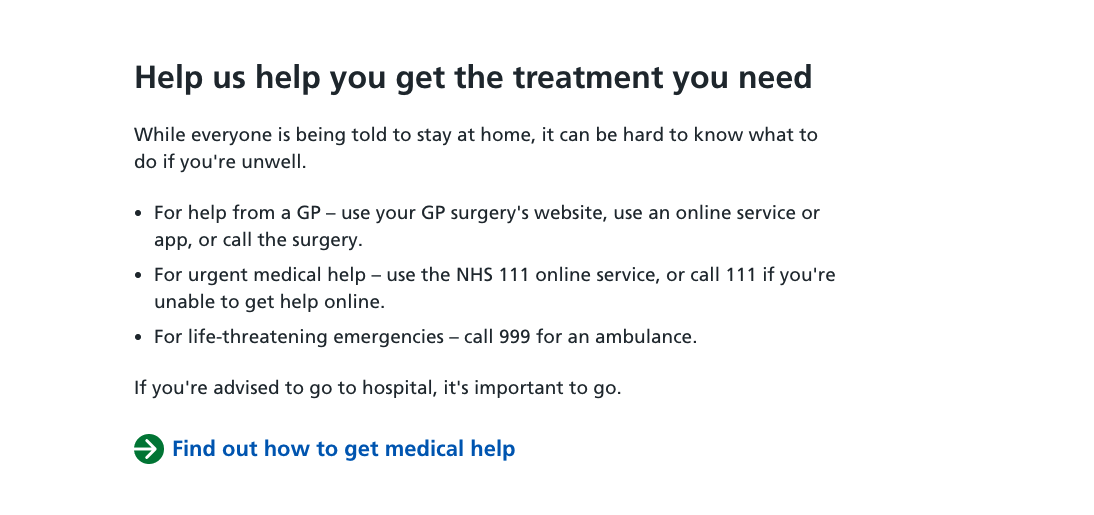 Help us help you get the treatment you need
While everyone is being told to stay at home, it can be hard to know what to
do if you're unwell.
• For help from a GP – use your GP surgery's website, use an online service or
app, or call the surgery.
• For urgent medical help – use the NHS 111 online service, or call 111 if you're
unable to get help online.
• For life-threatening emergencies – call 999 for an ambulance.
If you're advised to go to hospital, it's important to go.
Find out how to get medical help